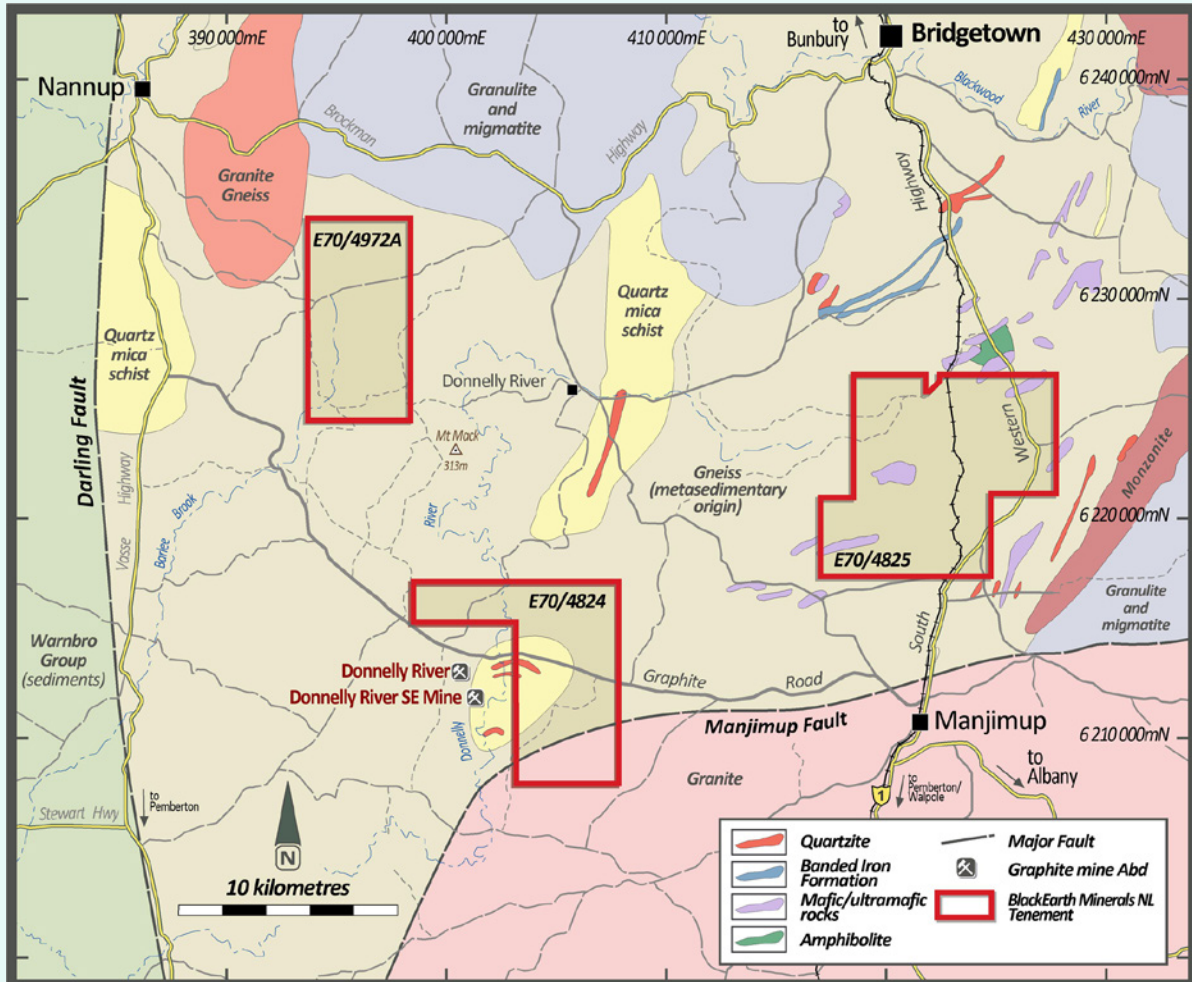 390 000mE
400 000mE
410 000mE
to
Bunbury
Bridgetown
430 000mE
Nannup
6 240 000mN
Blackwood
River
Granulite
and
migmatite
Brockman
Highway
Granite
Gneiss
Highway
E70/4972A
Quartz
mica
schist
6 230 000mN
Quartz
mica
schist
Donnelly River
Darling Fault
Mt Mack
313m
Western
Monzonite
Gneiss
(metasedimentary
origin)
Highway
Brook
River
6 220 000mN
Vasse
Barlee
E70/4825
E70/4824
Granulite
and
migmatite
Warnbro
Group
(sediments)
South
Donnelly River
Graphite
Road
Donnelly River SE Mine
Donnelly
Manjimup Fault
Manjimup
6 210 000mN
to
Albany
Granite
to
Pemberton
to
Pemberton/
Walpole
1
Stewart Hwy
N
10 kilometres
Quartzite
Banded Iron
Formation
Mafic/ultramafic
rocks
Amphibolite
Major Fault
Graphite mine Abd
BlackEarth Minerals NL
Tenement